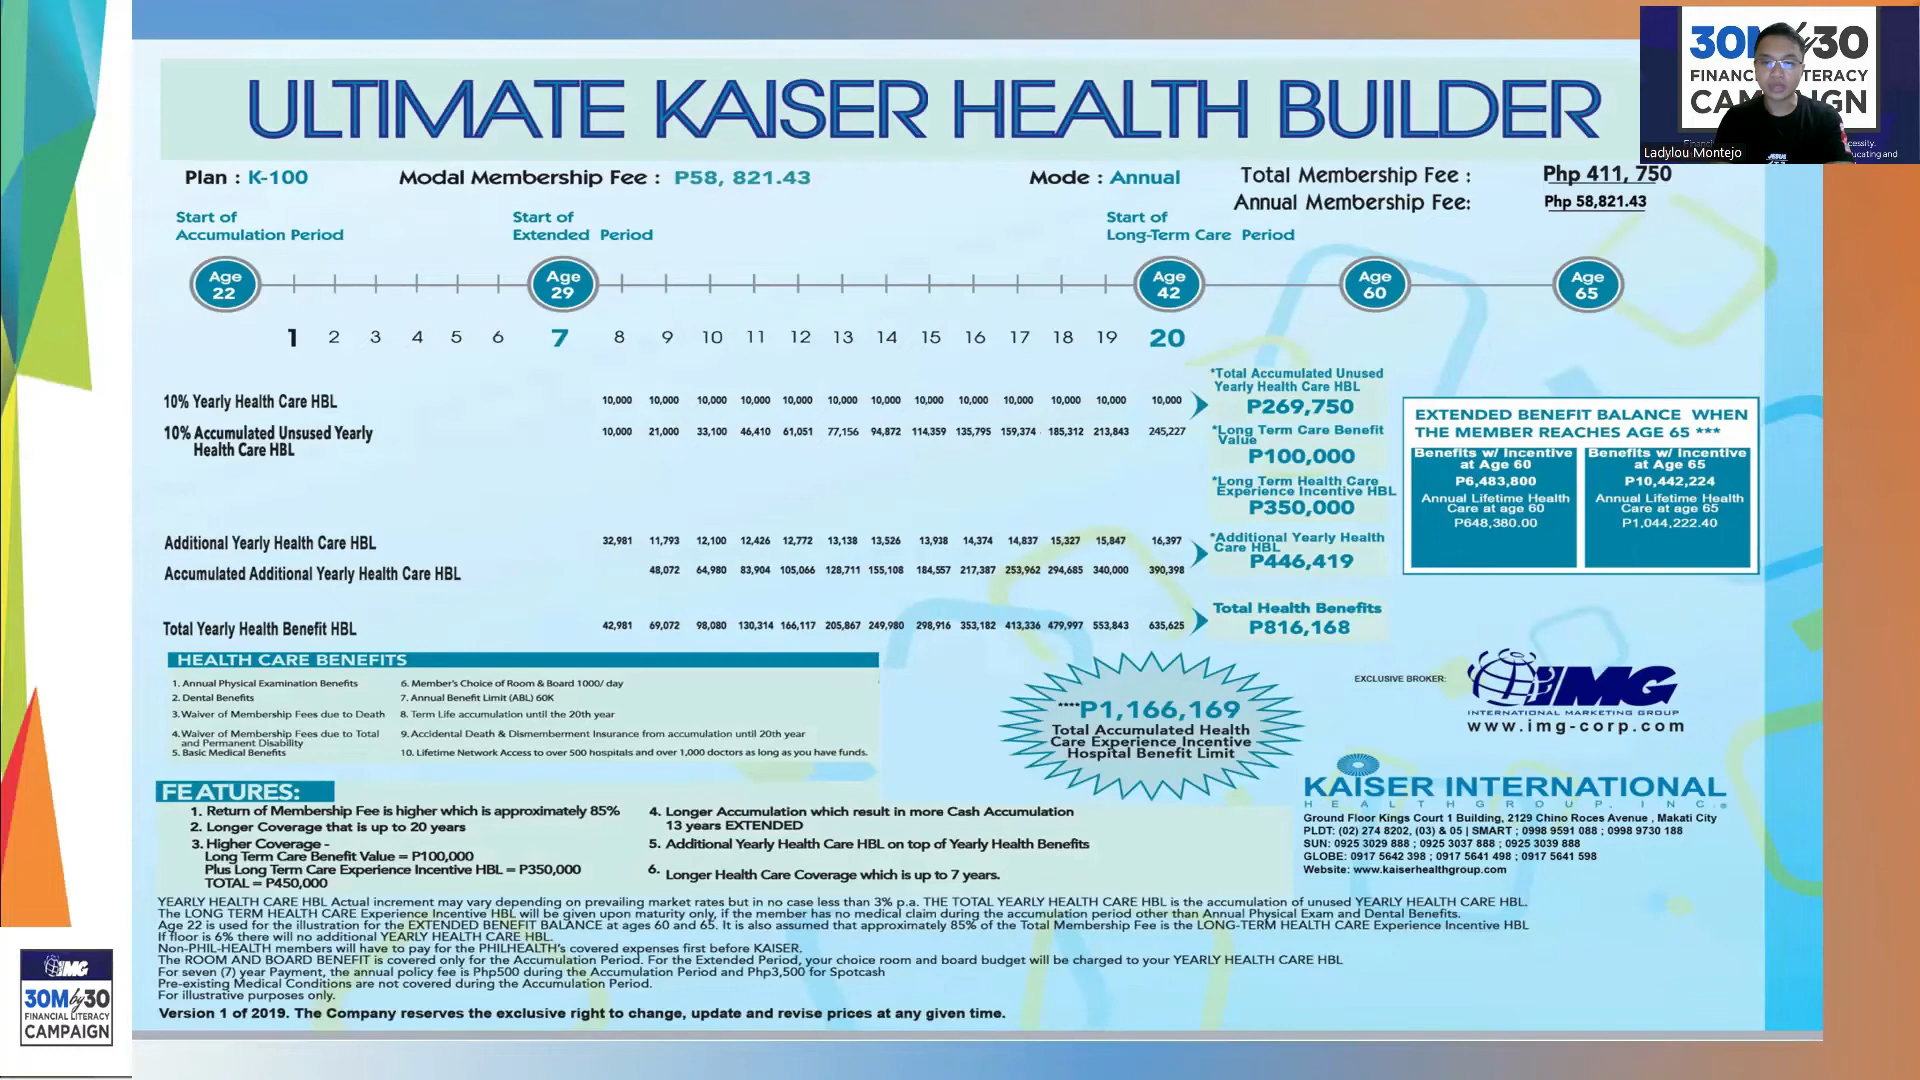 ULTIMATE KAISER HEALTH BUILDER
Plan : K-100
Modal Membership Fee : P58, 821.43
Mode : Annual
Total Membership Fee : Php 411, 750
Annual Membership Fee: Php 58,821.43
Start of
Accumulation Period
Start of
Extended Period
Start of
Long-Term Care Period
Age 22
Age 29
Age 42
Age 60
Age 65
1 2 3 4 5 6 7 8 9 10 11 12 13 14 15 16 17 18 19 20
10% Yearly Health Care HBL 10,000 10,000 10,000 10,000 10,000 10,000 10,000 10,000 10,000 10,000 10,000 10,000 10,000
10% Accumulated Unsused Yearly
Health Care HBL
10,000 21,000 33,100 46,410 61,051 77,156 94,872 114,359 135,795 159,374 185,312 213,843 245,227
Additional Yearly Health Care HBL 32,981 11,793 12,100 12,426 12,772 13,138 13,526 13,938 14,374 14,837 15,327 15,847 16,397
Accumulated Additional Yearly Health Care HBL 48,072 64,980 83,904 105,066 128,711 155,108 184,557 217,387 253,962 294,685 340,000 390,398
Total Yearly Health Benefit HBL 42,981 69,072 98,080 130,314 166,117 205,867 249,980 298,916 353,182 413,336 479,997 553,843 635,625
*Total Accumulated Unused
Yearly Health Care HBL
P269,750
*Long Term Care Benefit
Value
P100,000
*Long Term Health Care
Experience Incentive HBL
P350,000
*Additional Yearly Health
Care HBL
P446,419
Total Health Benefits
P816,168
EXTENDED BENEFIT BALANCE WHEN
THE MEMBER REACHES AGE 65 ***
Benefits w/ Incentive
at Age 60
P6,483,800
Annual Lifetime Health
Care at age 60
P648,380.00
Benefits w/ Incentive
at Age 65
P10,442,224
Annual Lifetime Health
Care at age 65
P1,044,222.40
HEALTH CARE BENEFITS
1. Annual Physical Examination Benefits
2. Dental Benefits
3. Waiver of Membership Fees due to Death
4. Waiver of Membership Fees due to Total
and Permanent Disability
5. Basic Medical Benefits
6. Member's Choice of Room & Board 1000/ day
7. Annual Benefit Limit (ABL) 60K
8. Term Life accumulation until the 20th year
9. Accidental Death & Dismemberment Insurance from accumulation until 20th year
10. Lifetime Network Access to over 500 hospitals and over 1,000 doctors as long as you have funds.
****P1,166,169
Total Accumulated Health
Care Experience Incentive
Hospital Benefit Limit
EXCLUSIVE BROKER:
IMG
INTERNATIONAL MARKETING GROUP
www.img-corp.com
KAISER INTERNATIONAL
HEALTHGROUP, INC.
Ground Floor Kings Court 1 Building, 2129 Chino Roces Avenue , Makati City
PLDT: (02) 274 8202, (03) & 05 | SMART ; 0998 9591 088 ; 0998 9730 188
SUN: 0925 3029 888 ; 0925 3037 888 ; 0925 3039 888
GLOBE: 0917 5642 398 ; 0917 5641 498 ; 0917 5641 598
Website: www.kaiserhealthgroup.com
FEATURES:
1. Return of Membership Fee is higher which is approximately 85%
2. Longer Coverage that is up to 20 years
3. Higher Coverage -
Long Term Care Benefit Value = P100,000
Plus Long Term Care Experience Incentive HBL = P350,000
TOTAL = P450,000
4. Longer Accumulation which result in more Cash Accumulation
13 years EXTENDED
5. Additional Yearly Health Care HBL on top of Yearly Health Benefits
6. Longer Health Care Coverage which is up to 7 years.
YEARLY HEALTH CARE HBL Actual increment may vary depending on prevailing market rates but in no case less than 3% p.a. THE TOTAL YEARLY HEALTH CARE HBL is the accumulation of unused YEARLY HEALTH CARE HBL.
The LONG TERM HEALTH CARE Experience Incentive HBL will be given upon maturity only, if the member has no medical claim during the accumulation period other than Annual Physical Exam and Dental Benefits.
Age 22 is used for the illustration for the EXTENDED BENEFIT BALANCE at ages 60 and 65. It is also assumed that approximately 85% of the Total Membership Fee is the LONG-TERM HEALTH CARE Experience Incentive HBL
If floor is 6% there will no additional YEARLY HEALTH CARE HBL.
Non-PHIL-HEALTH members will have to pay for the PHILHEALTH's covered expenses first before KAISER.
The ROOM AND BOARD BENEFIT is covered only for the Accumulation Period. For the Extended Period, your choice room and board budget will be charged to your YEARLY HEALTH CARE HBL
For seven (7) year Payment, the annual policy fee is Php500 during the Accumulation Period and Php3,500 for Spotcash
Pre-existing Medical Conditions are not covered during the Accumulation Period.
For illustrative purposes only.
Version 1 of 2019. The Company reserves the exclusive right to change, update and revise prices at any given time.
IMG
30M by 30
FINANCIAL LITERACY
CAMPAIGN
Ladylou Montejo